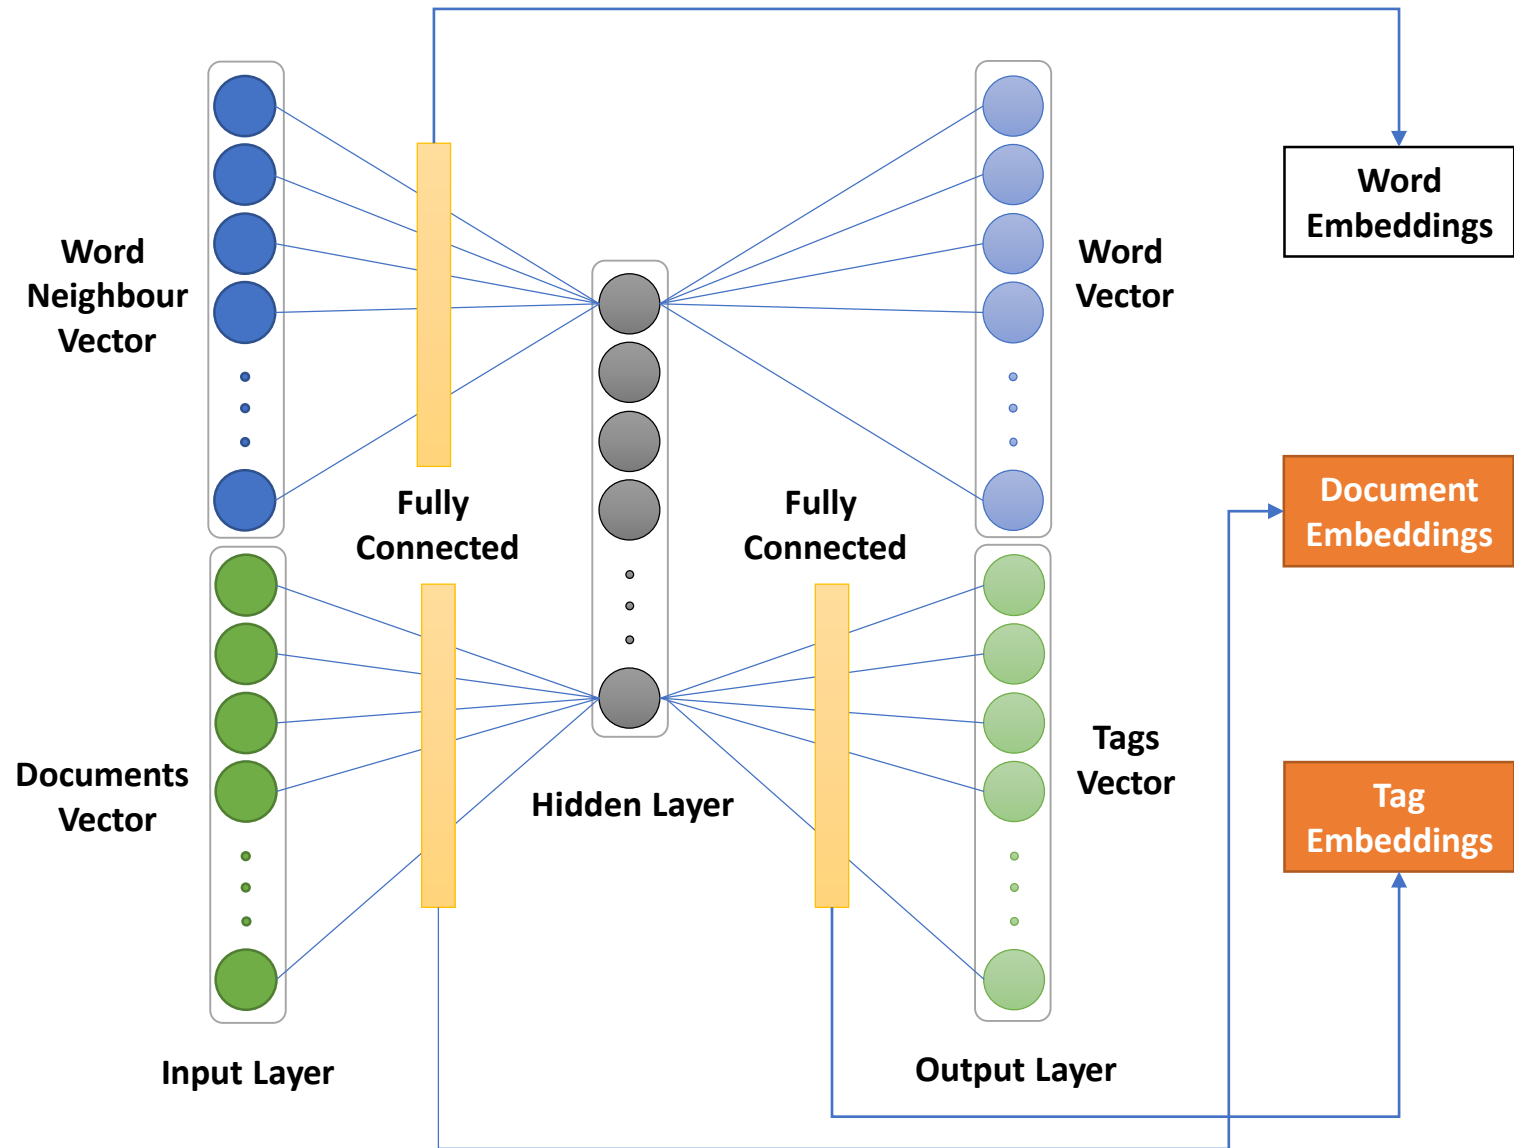 Word
Neighbour
Vector
Documents
Vector
Input Layer
Fully
Connected
Hidden Layer
Fully
Connected
Word
Vector
Tags
Vector
Output Layer
Word
Embeddings
Document
Embeddings
Tag
Embeddings